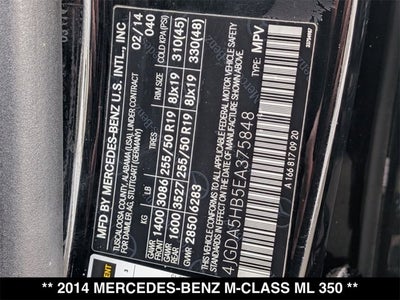 MFD BY MERCEDES-BENZ U.S. INT'L., INC. 02/14
TUSCALOOSA COUNTY, ALABAMA (USA), UNDER CONTRACT 040
FOR DAIMLER AG, STUTTGART (GERMANY)
KG LB TIRES RIM SIZE COLD KPA(PSI)
GAWR FRONT 1400 3086 255/50 R19 8Jx19 310(45)
GAWR REAR 1600 3527 255/50 R19 8Jx19 330(48)
GVWR 2850 6283
THIS VEHICLE CONFORMS TO ALL APPLICABLE FEDERAL MOTOR VEHICLE SAFETY
IN EFFECT ON THE DATE OF MANUFACTURE SHOWN ABOVE.
4JGDA5HB5EA375848 MPV
A 166 817 09 20
** 2014 MERCEDES-BENZ M-CLASS ML 350 **